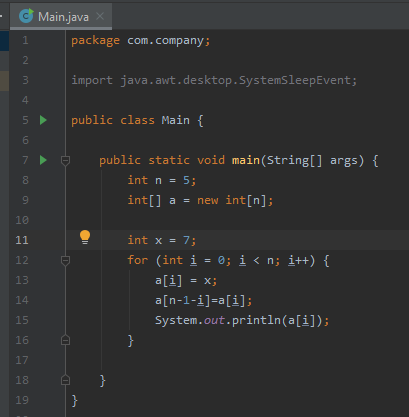 Main.java
1 package com.company;
2
3 import java.awt.desktop.SystemSleepEvent;
4
5 public class Main {
6
7 public static void main(String[] args) {
8 int n = 5;
9 int[] a = new int[n];
10
11 int x = 7;
12 for (int i = 0; i < n; i++) {
13 a[i] = x;
14 a[n-1-i]=a[i];
15 System.out.println(a[i]);
16 }
17
18 }
19 }